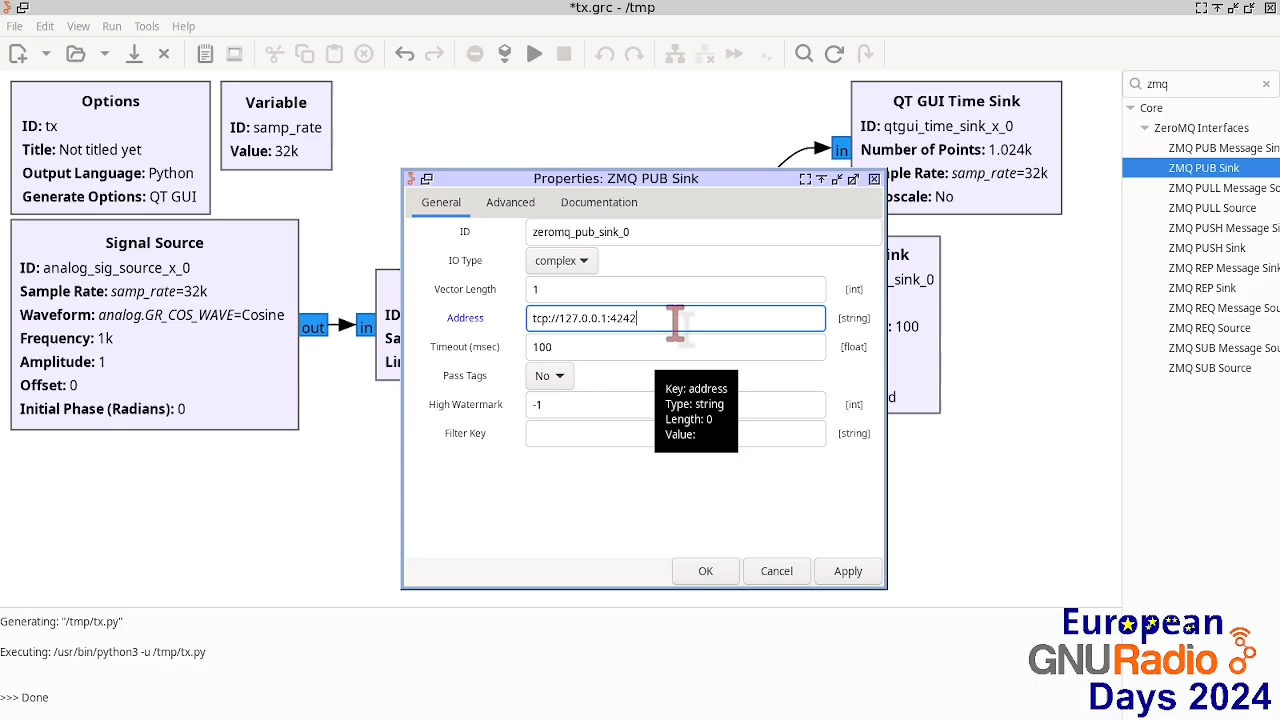 *tx.grc - /tmp
File Edit View Run Tools Help
Options
ID: tx
Title: Not titled yet
Output Language: Python
Generate Options: QT GUI
Variable
ID: samp_rate
Value: 32k
QT GUI Time Sink
ID: qtgui_time_sink_x_0
Number of Points: 1.024k
ple Rate: samp_rate=32k
oscale: No
in
Signal Source
ID: analog_sig_source_x_0
Sample Rate: samp_rate=32k
Waveform: analog.GR_COS_WAVE=Cosine
Frequency: 1k
Amplitude: 1
Offset: 0
Initial Phase (Radians): 0
out
in
ID:
Sa
Lin
ink
_sink_0
100
d
Properties: ZMQ PUB Sink
General Advanced Documentation
ID zeromq_pub_sink_0
IO Type complex
Vector Length 1 [int]
Address tcp://127.0.0.1:4242 [string]
Timeout (msec) 100 [float]
Pass Tags No
High Watermark -1 [int]
Filter Key [string]
Key: address
Type: string
Length: 0
Value:
OK Cancel Apply
zmq
Core
ZeroMQ Interfaces
ZMQ PUB Message Sin
ZMQ PUB Sink
ZMQ PULL Message So
ZMQ PULL Source
ZMQ PUSH Message Sin
ZMQ PUSH Sink
ZMQ REP Message Sink
ZMQ REP Sink
ZMQ REQ Message Sou
ZMQ REQ Source
ZMQ SUB Message Sou
ZMQ SUB Source
Generating: "/tmp/tx.py"
Executing: /usr/bin/python3 -u /tmp/tx.py
>>> Done
European
GNURadio
Days 2024